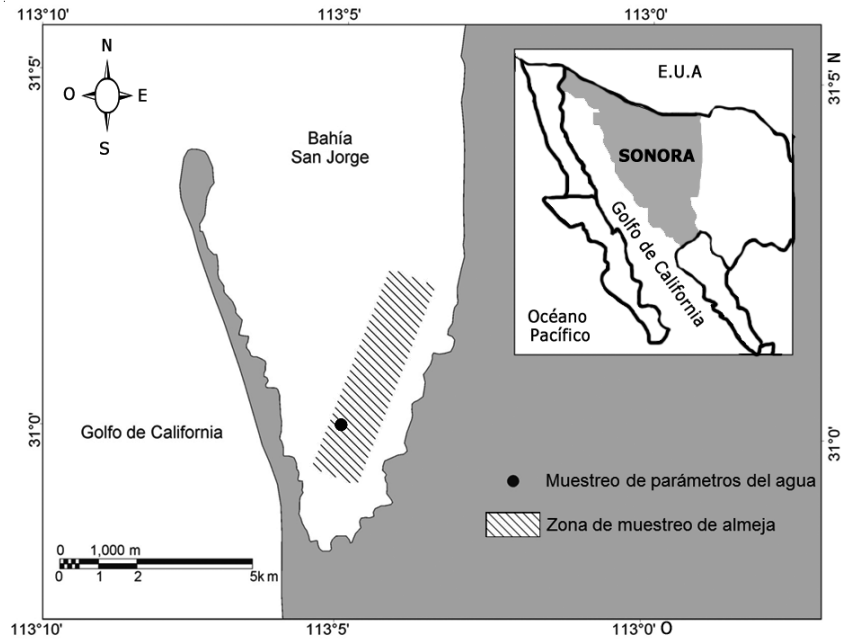 113°10'
113°5'
113°0'
31°5'
31°5' N
N
O
E
S
E.U.A
Bahía
San Jorge
SONORA
Golfo de California
Océano
Pacífico
31°0'
31°0'
Golfo de California
Muestreo de parámetros del agua
Zona de muestreo de almeja
0 1,000 m
0 1 2 5km
113°10'
113°5'
113°0' O